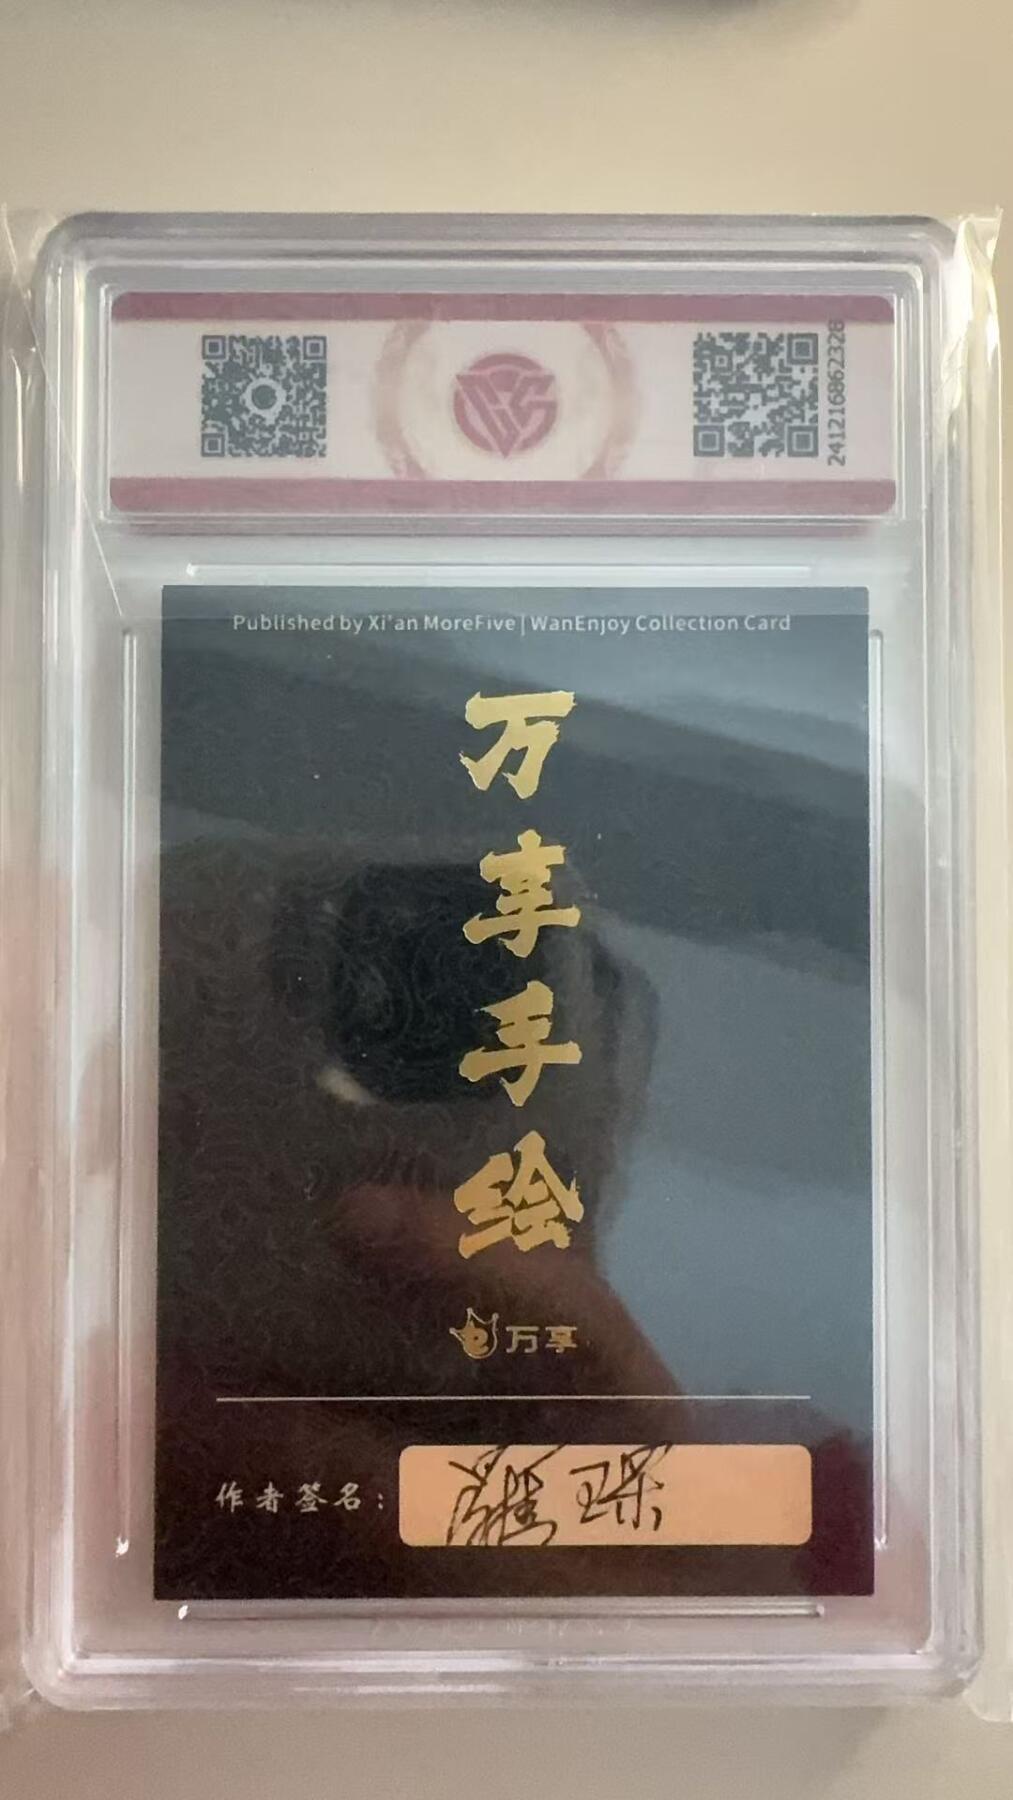 241216862328
Published by Xi'an MoreFive | WanEnjoy Collection Card
万
享
手
绘
万享
作者签名：